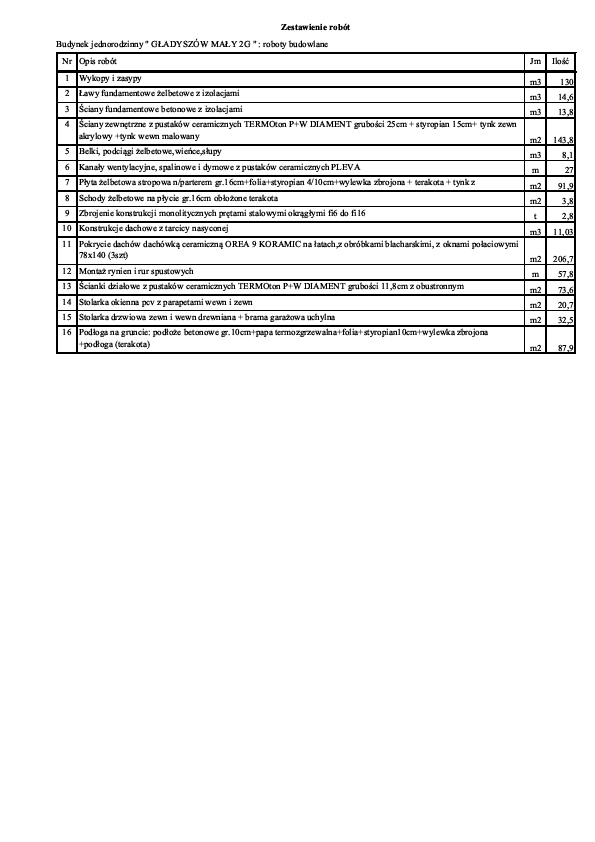 Zestawienie robót
Budynek jednorodzinny " GŁADYSZÓW MAŁY 2G " : roboty budowlane
Nr Opis robót Jm Ilość
1 Wykopy i zasypy m3 130
2 Ławy fundamentowe żelbetowe z izolacjami m3 14,6
3 Ściany fundamentowe betonowe z izolacjami m3 13,8
4 Ściany zewnętrzne z pustaków ceramicznych TERMOton P+W DIAMENT grubości 25cm + styropian 15cm+ tynk zewn
akrylowy +tynk wewn malowany m2 143,8
5 Belki, podciągi żelbetowe,wieńce,słupy m3 8,1
6 Kanały wentylacyjne, spalinowe i dymowe z pustaków ceramicznych PLEVA m 27
7 Płyta żelbetowa stropowa n/parterem gr.16cm+folia+styropian 4/10cm+wylewka zbrojona + terakota + tynk z m2 91,9
8 Schody żelbetowe na płycie gr.16cm obłożone terakota m2 3,8
9 Zbrojenie konstrukcji monolitycznych prętami stalowymi okrągłymi fi6 do fi16 t 2,8
10 Konstrukcje dachowe z tarcicy nasyconej m3 11,03
11 Pokrycie dachów dachówką ceramiczną OREA 9 KORAMIC na łatach,z obróbkami blacharskimi, z oknami połaciowymi
78x140 (3szt) m2 206,7
12 Montaż rynien i rur spustowych m 57,8
13 Ścianki działowe z pustaków ceramicznych TERMOton P+W DIAMENT grubości 11,8cm z obustronnym m2 73,6
14 Stolarka okienna pcv z parapetami wewn i zewn m2 20,7
15 Stolarka drzwiowa zewn i wewn drewniana + brama garażowa uchylna m2 32,5
16 Podłoga na gruncie: podłoże betonowe gr.10cm+papa termozgrzewalna+folia+styropian10cm+wylewka zbrojona
+podłoga (terakota) m2 87,9